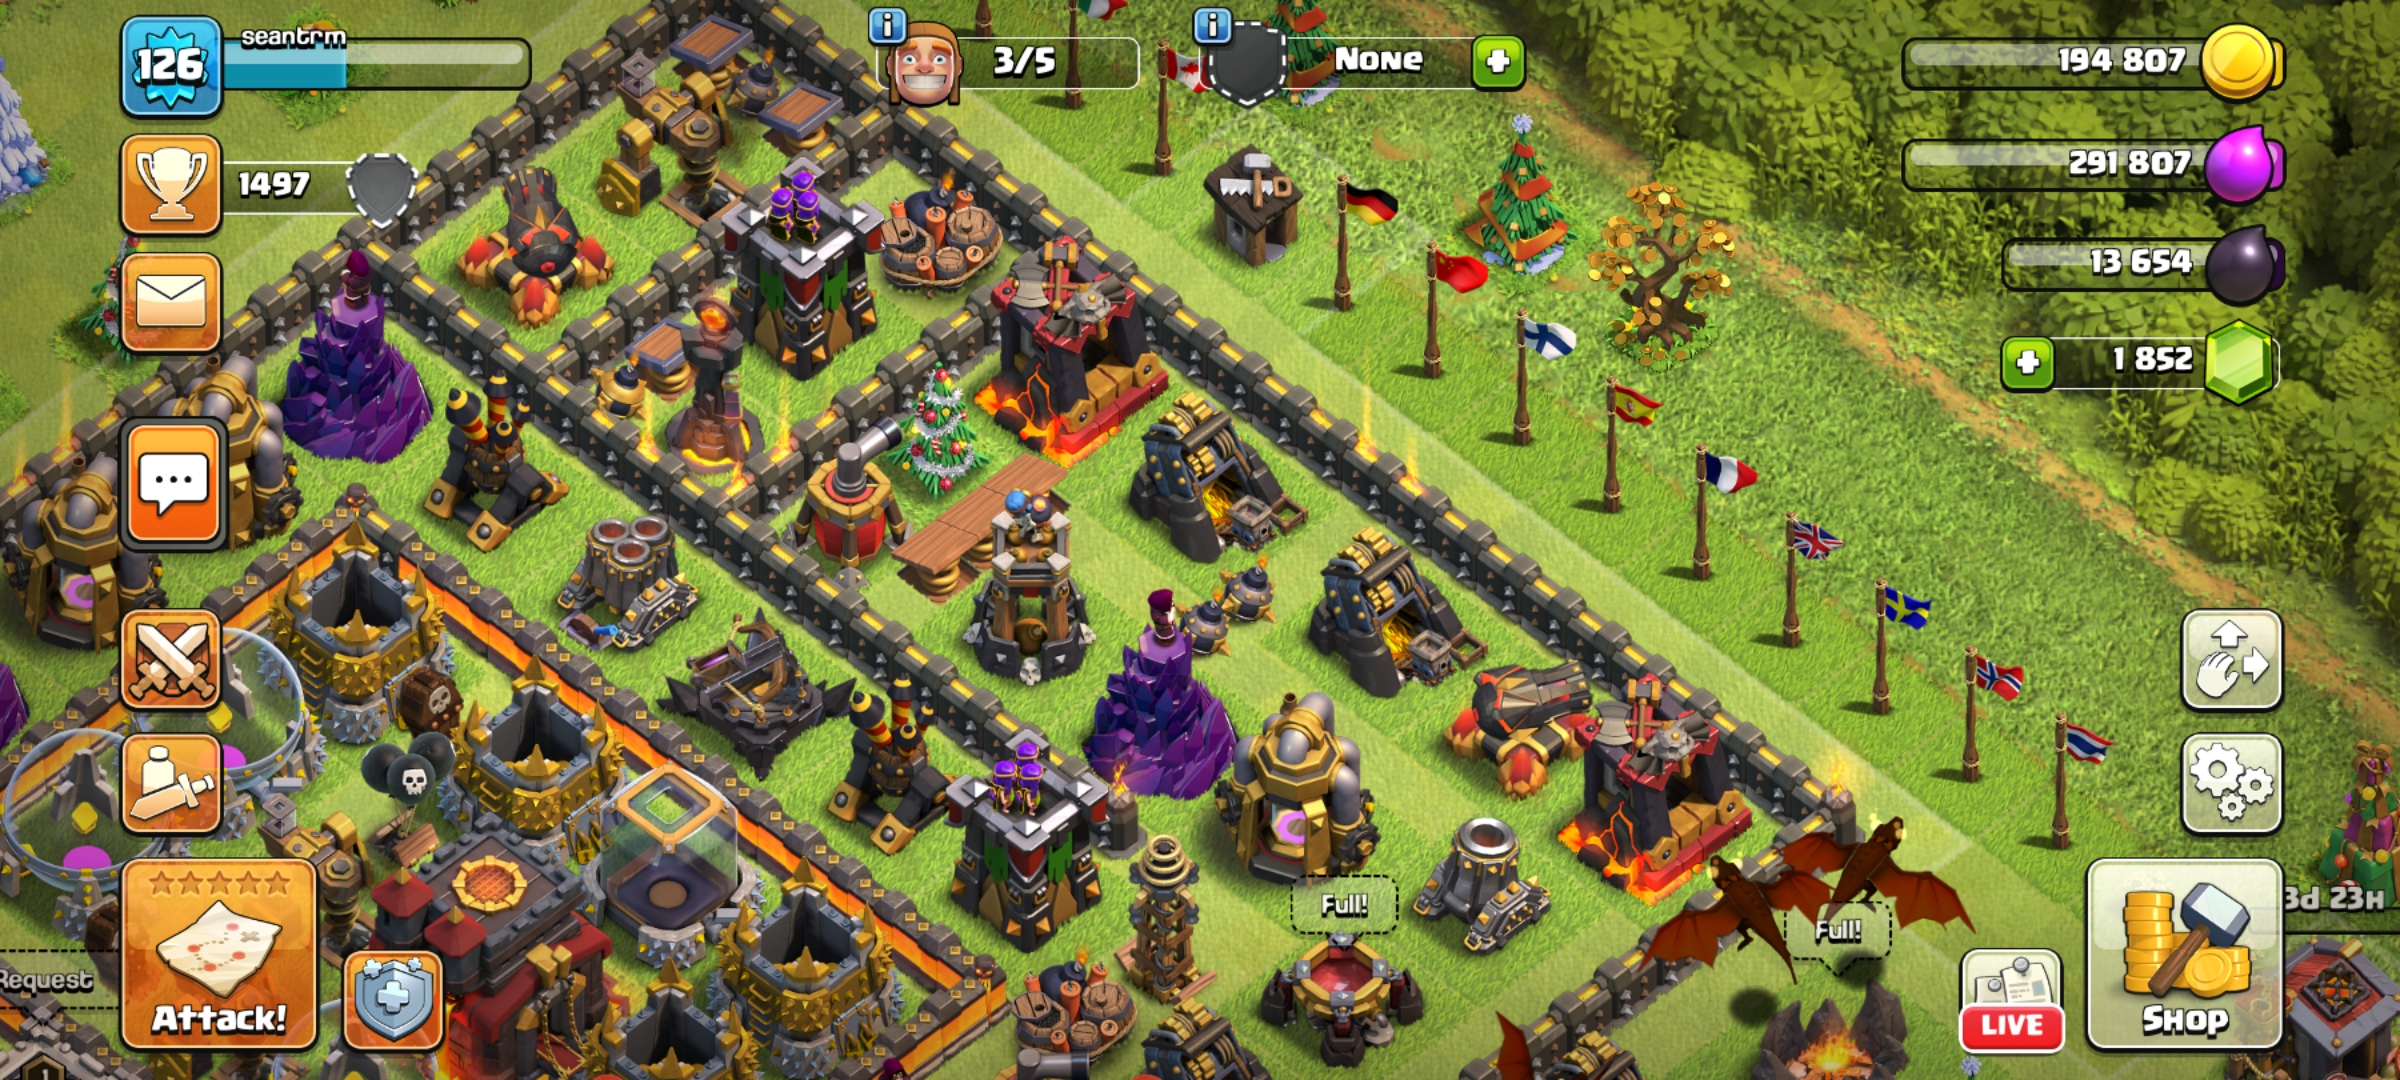 126
seantrm
3/5
None
194 807
1497
291 807
13 654
1 852
Full!
Full!
3d 23h
Request
Attack!
LIVE
Shop
1